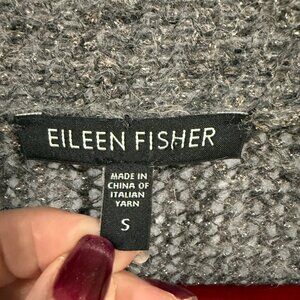 EILEEN FISHER
MADE IN
CHINA OF
ITALIAN
YARN
S